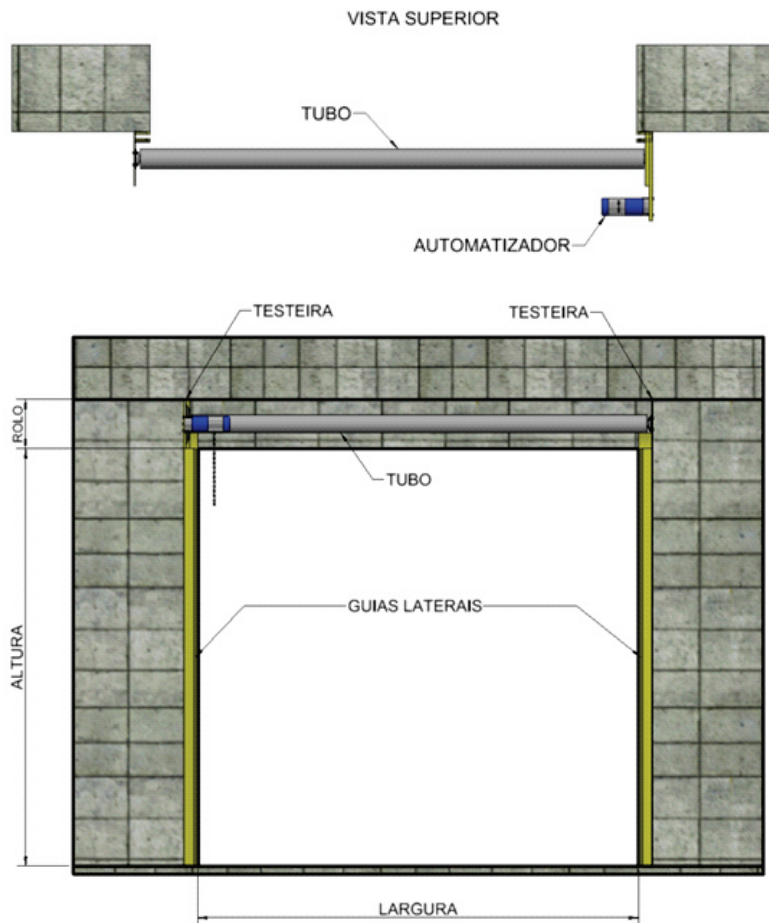 VISTA SUPERIOR
TUBO
AUTOMATIZADOR
TESTEIRA
TESTEIRA
ROLO
TUBO
GUIAS LATERAIS
ALTURA
LARGURA